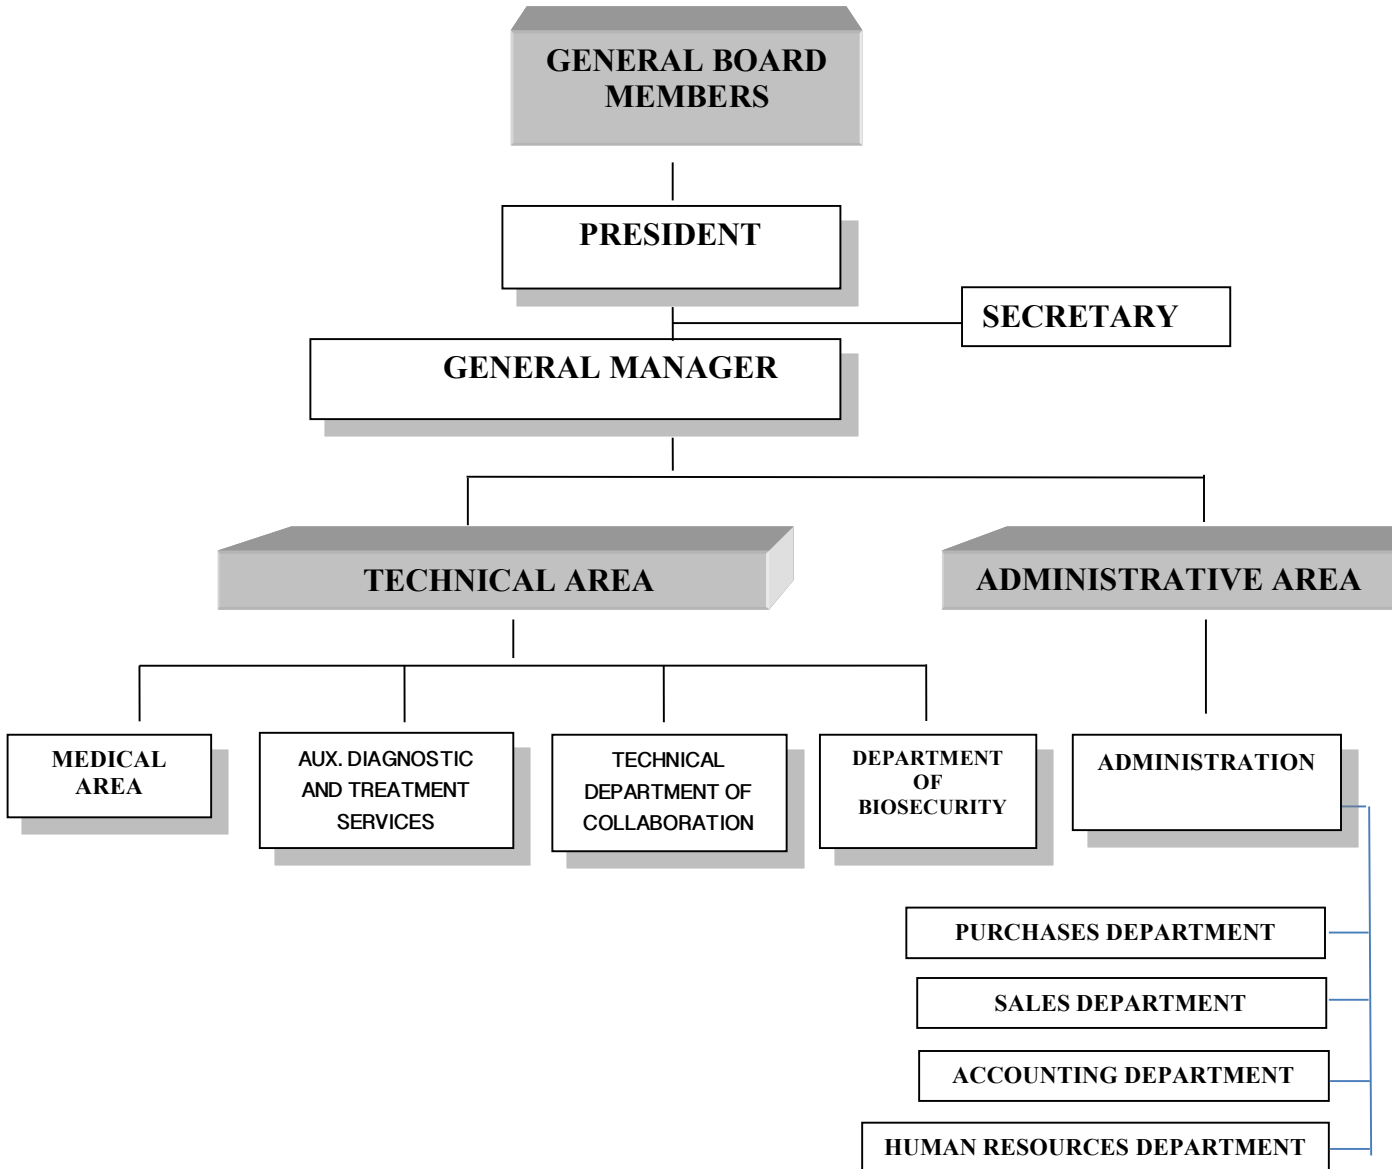 GENERAL BOARD
MEMBERS
PRESIDENT
SECRETARY
GENERAL MANAGER
TECHNICAL AREA
ADMINISTRATIVE AREA
MEDICAL
AREA
AUX. DIAGNOSTIC
AND TREATMENT
SERVICES
TECHNICAL
DEPARTMENT OF
COLLABORATION
DEPARTMENT
OF
BIOSECURITY
ADMINISTRATION
PURCHASES DEPARTMENT
SALES DEPARTMENT
ACCOUNTING DEPARTMENT
HUMAN RESOURCES DEPARTMENT